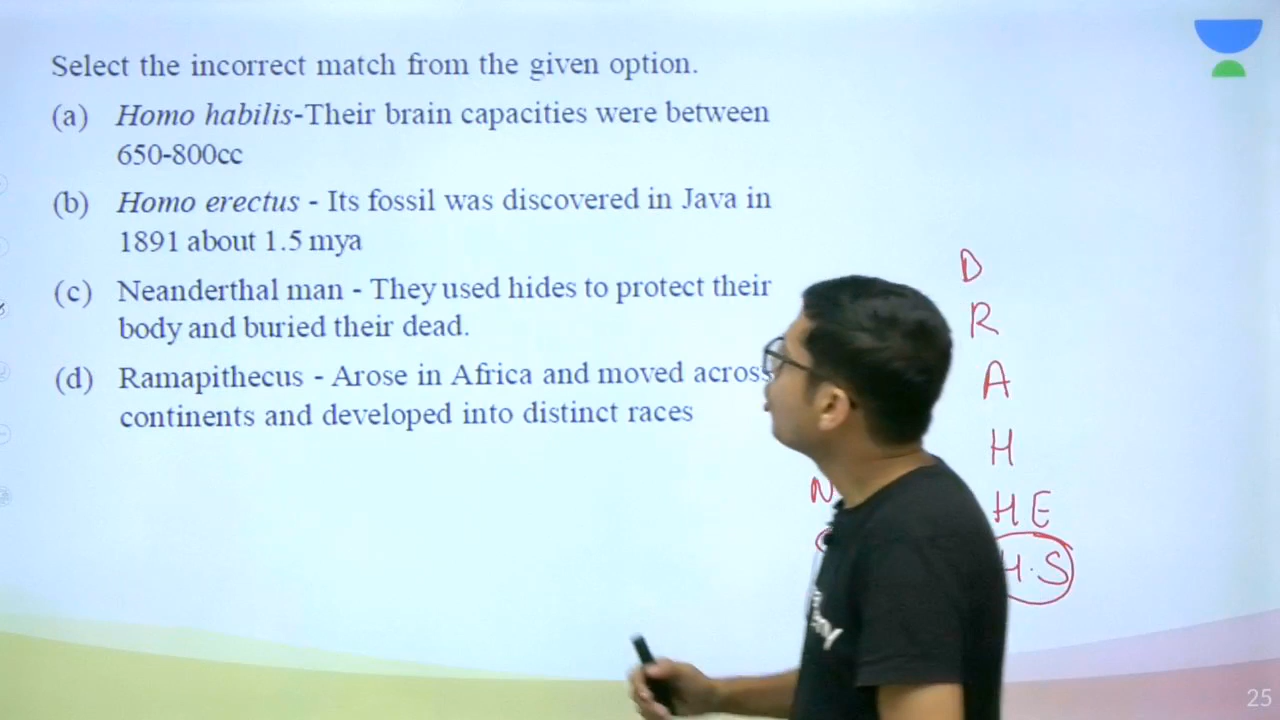 Select the incorrect match from the given option.
(a) Homo habilis-Their brain capacities were between
650-800cc
(b) Homo erectus - Its fossil was discovered in Java in
1891 about 1.5 mya
(c) Neanderthal man - They used hides to protect their
body and buried their dead.
(d) Ramapithecus - Arose in Africa and moved across
continents and developed into distinct races
D
R
A
H
N
H E
H.S
25